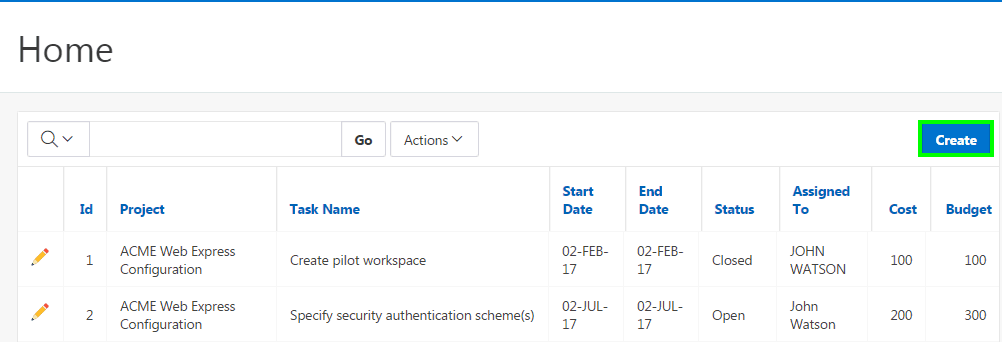 Home
Go Actions Create
Id Project Task Name Start Date End Date Status Assigned To Cost Budget
1 ACME Web Express Configuration Create pilot workspace 02-FEB-17 02-FEB-17 Closed JOHN WATSON 100 100
2 ACME Web Express Configuration Specify security authentication scheme(s) 02-JUL-17 02-JUL-17 Open John Watson 200 300